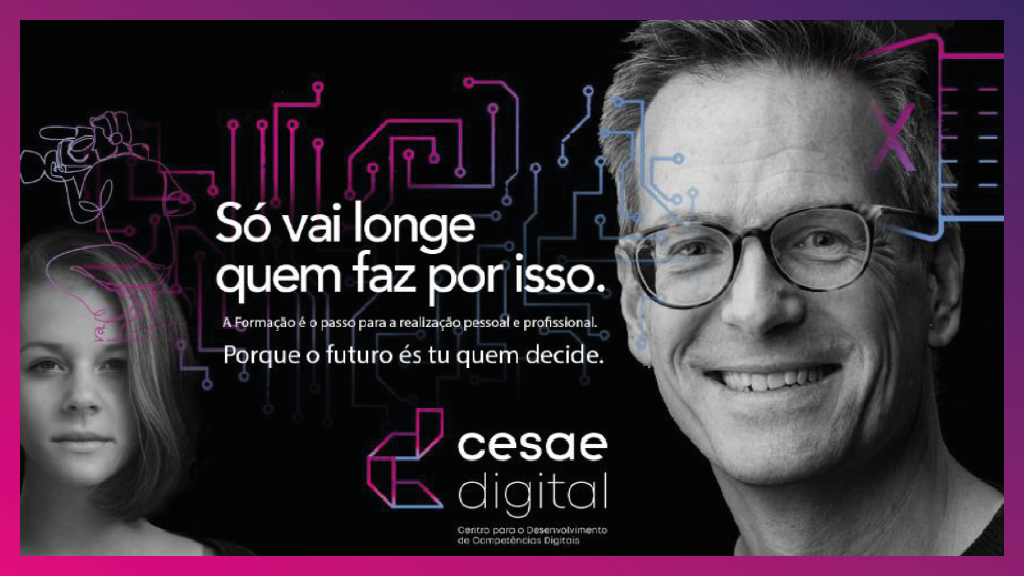 Só vai longe
quem faz por isso.
A Formação é o passo para a realização pessoal e profissional.
Porque o futuro és tu quem decide.
cesae
digital
Centro para o Desenvolvimento
de Competências Digitais
X